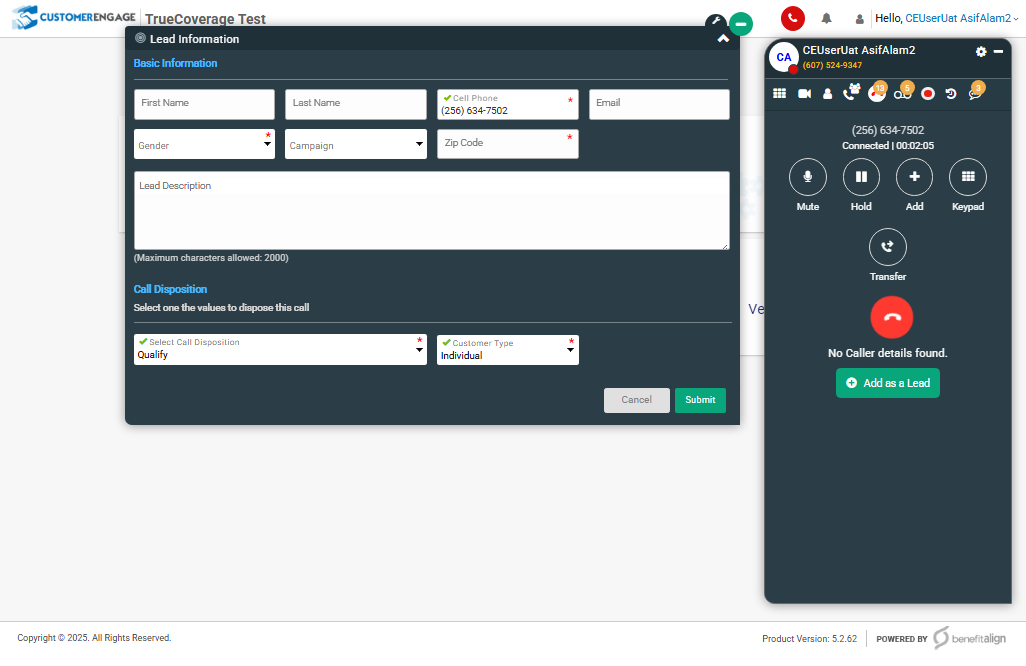 CUSTOMERENGAGE
TrueCoverage Test
Hello, CEUserUat AsifAlam2
Lead Information
Basic Information
First Name
Last Name
Cell Phone *
(256) 634-7502
Email
Gender *
Campaign
Zip Code *
Lead Description
(Maximum characters allowed: 2000)
Call Disposition
Select one the values to dispose this call
Select Call Disposition *
Qualify
Customer Type *
Individual
Cancel
Submit
Ve
CA
CEUserUat AsifAlam2
(607) 524-9347
13
5
3
(256) 634-7502
Connected | 00:02:05
Mute
Hold
Add
Keypad
Transfer
No Caller details found.
Add as a Lead
Copyright © 2025. All Rights Reserved.
Product Version: 5.2.62
POWERED BY
benefitalign